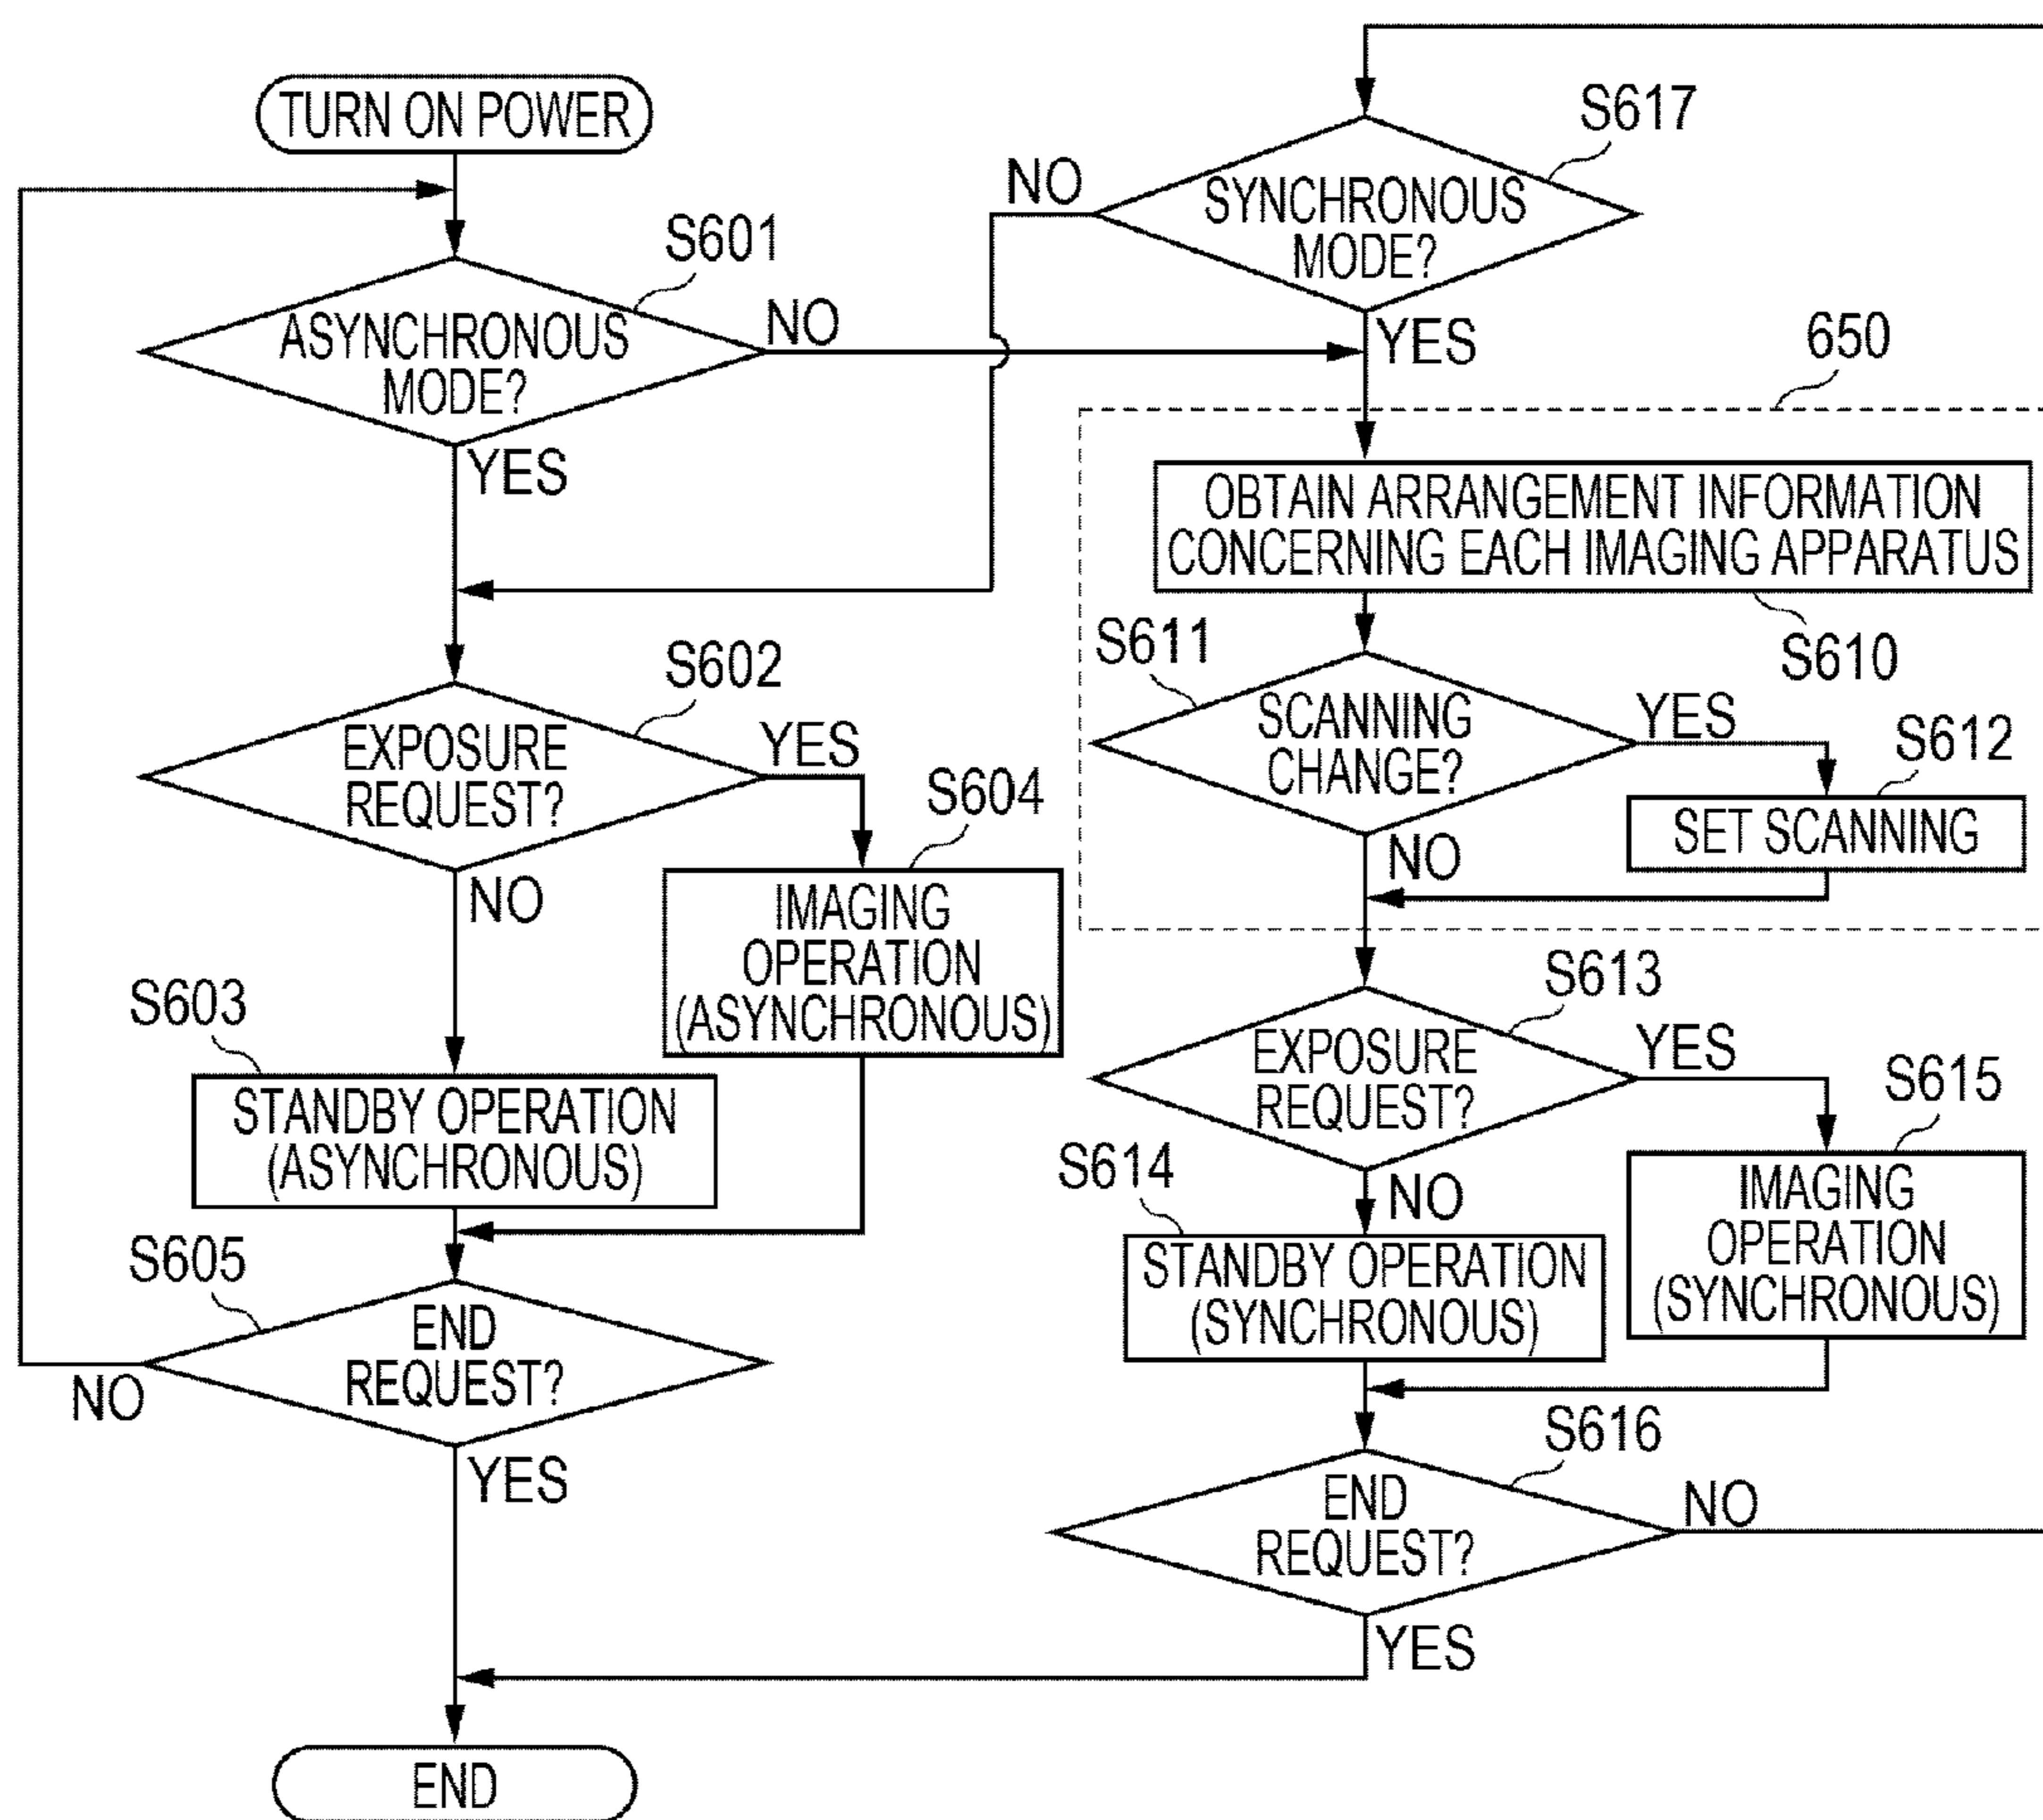 TURN ON POWER
S601
ASYNCHRONOUS
MODE?
NO
YES
S602
EXPOSURE
REQUEST?
YES
NO
S604
IMAGING
OPERATION
(ASYNCHRONOUS)
S603
STANDBY OPERATION
(ASYNCHRONOUS)
S605
END
REQUEST?
NO
YES
END
S617
SYNCHRONOUS
MODE?
NO
YES
650
OBTAIN ARRANGEMENT INFORMATION
CONCERNING EACH IMAGING APPARATUS
S610
S611
SCANNING
CHANGE?
YES
NO
S612
SET SCANNING
S613
EXPOSURE
REQUEST?
YES
NO
S615
IMAGING
OPERATION
(SYNCHRONOUS)
S614
STANDBY OPERATION
(SYNCHRONOUS)
S616
END
REQUEST?
NO
YES